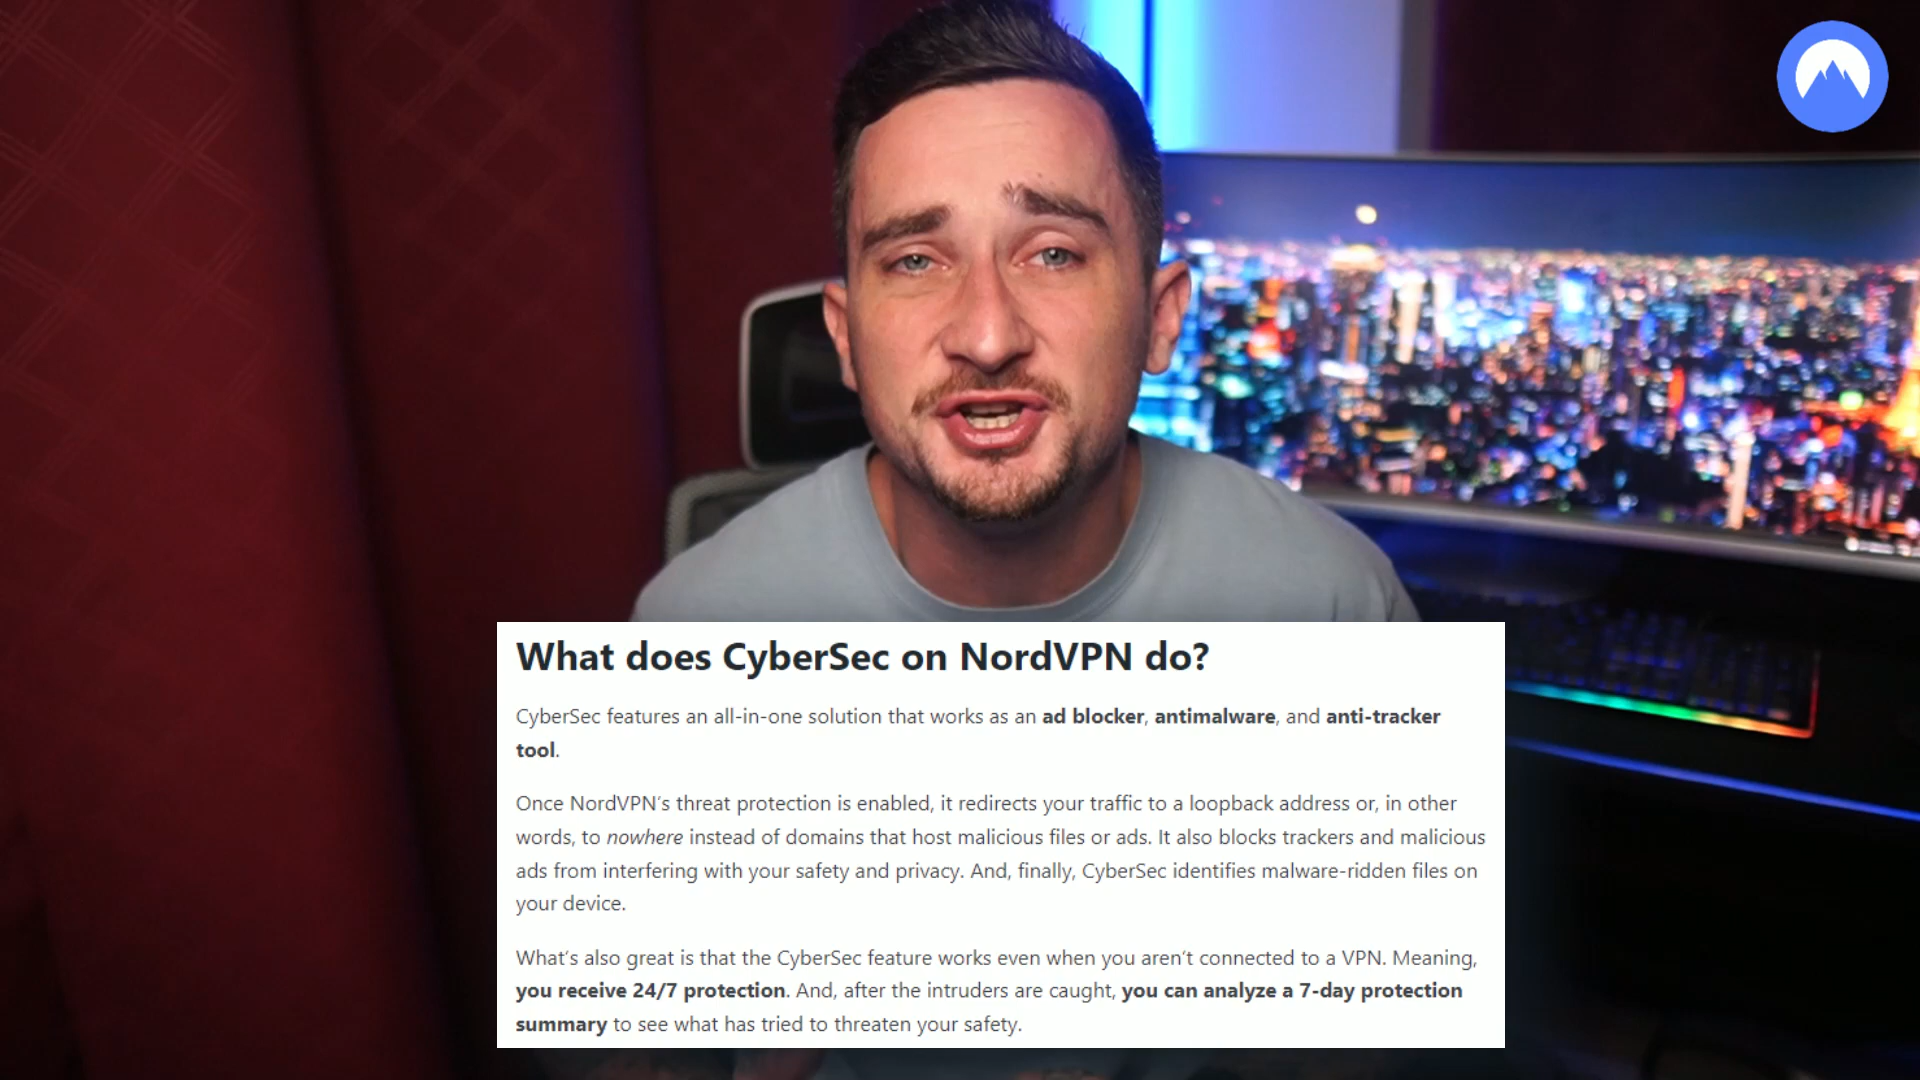 What does CyberSec on NordVPN do?
CyberSec features an all-in-one solution that works as an ad blocker, antimalware, and anti-tracker
tool.
Once NordVPN's threat protection is enabled, it redirects your traffic to a loopback address or, in other
words, to nowhere instead of domains that host malicious files or ads. It also blocks trackers and malicious
ads from interfering with your safety and privacy. And, finally, CyberSec identifies malware-ridden files on
your device.
What's also great is that the CyberSec feature works even when you aren't connected to a VPN. Meaning,
you receive 24/7 protection. And, after the intruders are caught, you can analyze a 7-day protection
summary to see what has tried to threaten your safety.